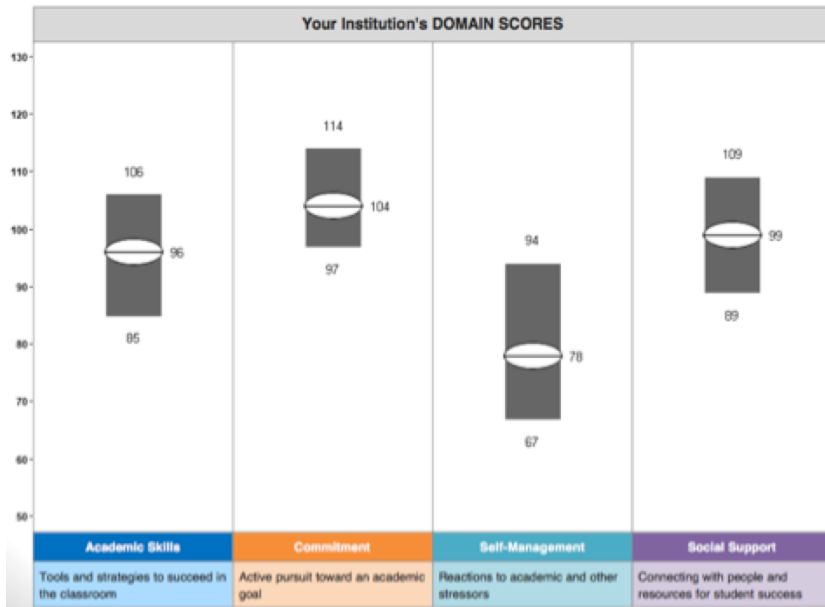 Your Institution's DOMAIN SCORES
130
120
110
100
90
80
70
60
50
106
96
85
114
104
97
94
78
67
109
99
89
Academic Skills
Commitment
Self-Management
Social Support
Tools and strategies to succeed in
the classroom
Active pursuit toward an academic
goal
Reactions to academic and other
stressors
Connecting with people and
resources for student success